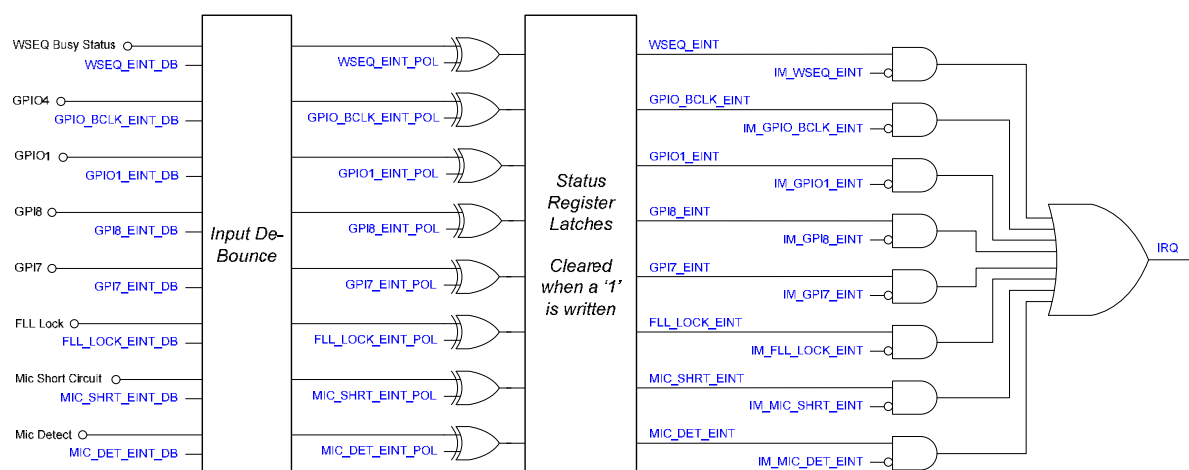 WSEQ Busy Status
WSEQ_EINT_DB
GPIO4
GPIO_BCLK_EINT_DB
GPIO1
GPIO1_EINT_DB
GPI8
GPI8_EINT_DB
GPI7
GPI7_EINT_DB
FLL Lock
FLL_LOCK_EINT_DB
Mic Short Circuit
MIC_SHRT_EINT_DB
Mic Detect
MIC_DET_EINT_DB
Input De-
Bounce
WSEQ_EINT_POL
GPIO_BCLK_EINT_POL
GPIO1_EINT_POL
GPI8_EINT_POL
GPI7_EINT_POL
FLL_LOCK_EINT_POL
MIC_SHRT_EINT_POL
MIC_DET_EINT_POL
Status
Register
Latches
Cleared
when a ‘1’
is written
WSEQ_EINT
IM_WSEQ_EINT
GPIO_BCLK_EINT
IM_GPIO_BCLK_EINT
GPIO1_EINT
IM_GPIO1_EINT
GPI8_EINT
IM_GPI8_EINT
GPI7_EINT
IM_GPI7_EINT
FLL_LOCK_EINT
IM_FLL_LOCK_EINT
MIC_SHRT_EINT
IM_MIC_SHRT_EINT
MIC_DET_EINT
IM_MIC_DET_EINT
IRQ